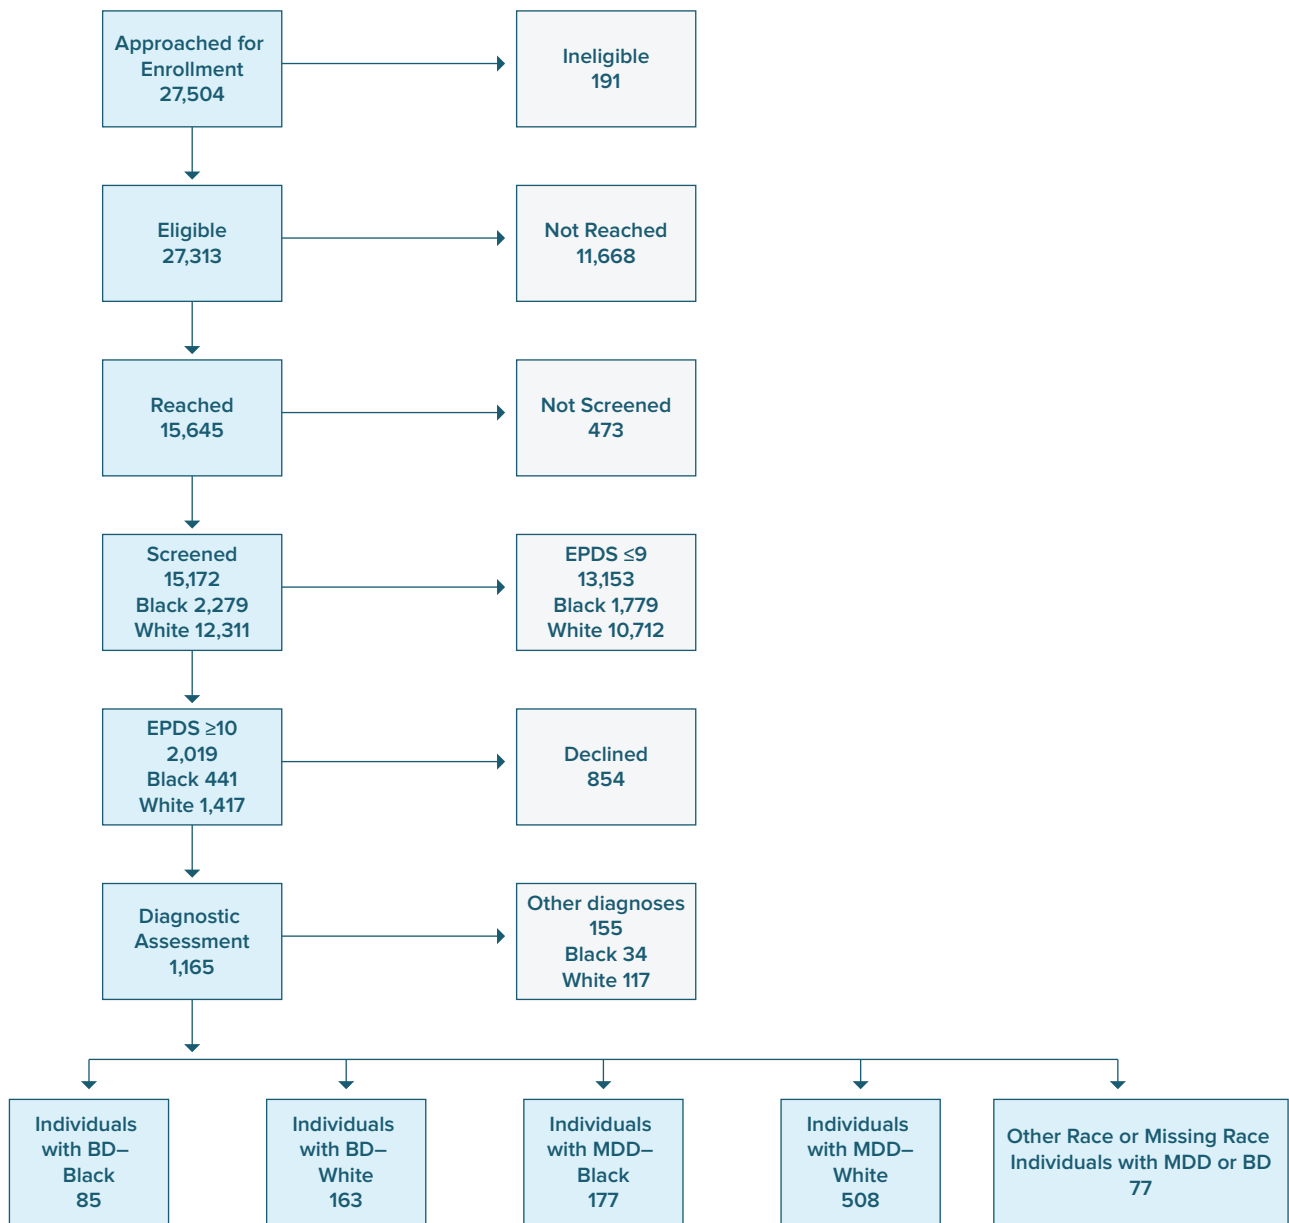 Approached for
Enrollment
27,504
Ineligible
191
Eligible
27,313
Not Reached
11,668
Reached
15,645
Not Screened
473
Screened
15,172
Black 2,279
White 12,311
EPDS ≤9
13,153
Black 1,779
White 10,712
EPDS ≥10
2,019
Black 441
White 1,417
Declined
854
Diagnostic
Assessment
1,165
Other diagnoses
155
Black 34
White 117
Individuals
with BD–
Black
85
Individuals
with BD–
White
163
Individuals
with MDD–
Black
177
Individuals
with MDD–
White
508
Other Race or Missing Race
Individuals with MDD or BD
77